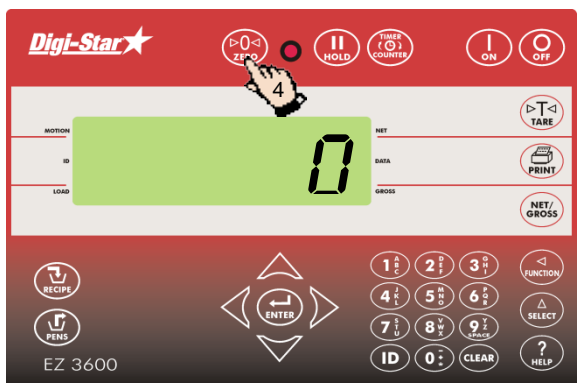 Digi-Star
▷0◁ ZERO
II HOLD
TIMER COUNTER
| ON
O OFF
4
▷T◁ TARE
MOTION
NET
ID
DATA
PRINT
LOAD
GROSS
0
NET/ GROSS
RECIPE
1 A B C
2 D E F
3 G H I
◁ FUNCTION
ENTER
4 J K L
5 M N O
6 P Q R
△ SELECT
PENS
7 S T U
8 V W X
9 Y Z SPACE
EZ 3600
ID
0
CLEAR
? HELP